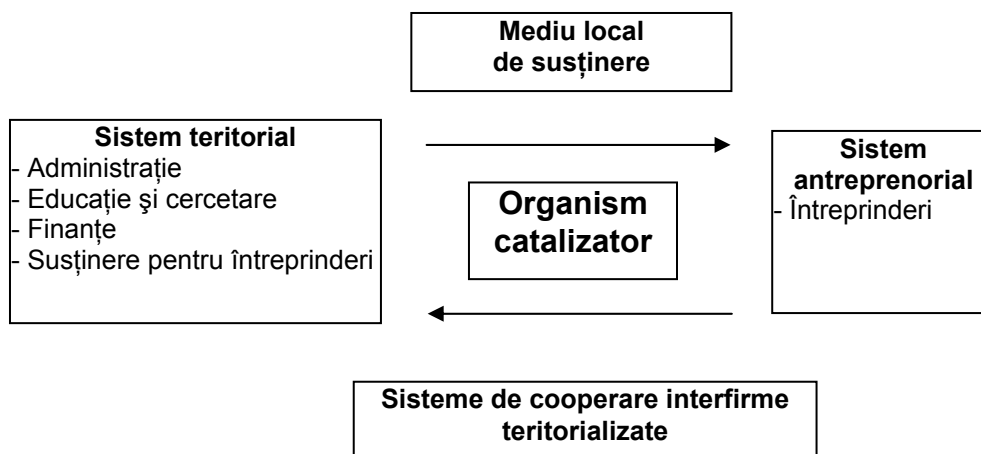 Mediu local
de susținere
Sistem teritorial
- Administrație
- Educație şi cercetare
- Finanțe
- Susținere pentru întreprinderi
Organism
catalizator
Sistem
antreprenorial
- Întreprinderi
Sisteme de cooperare interfirme
teritorializate